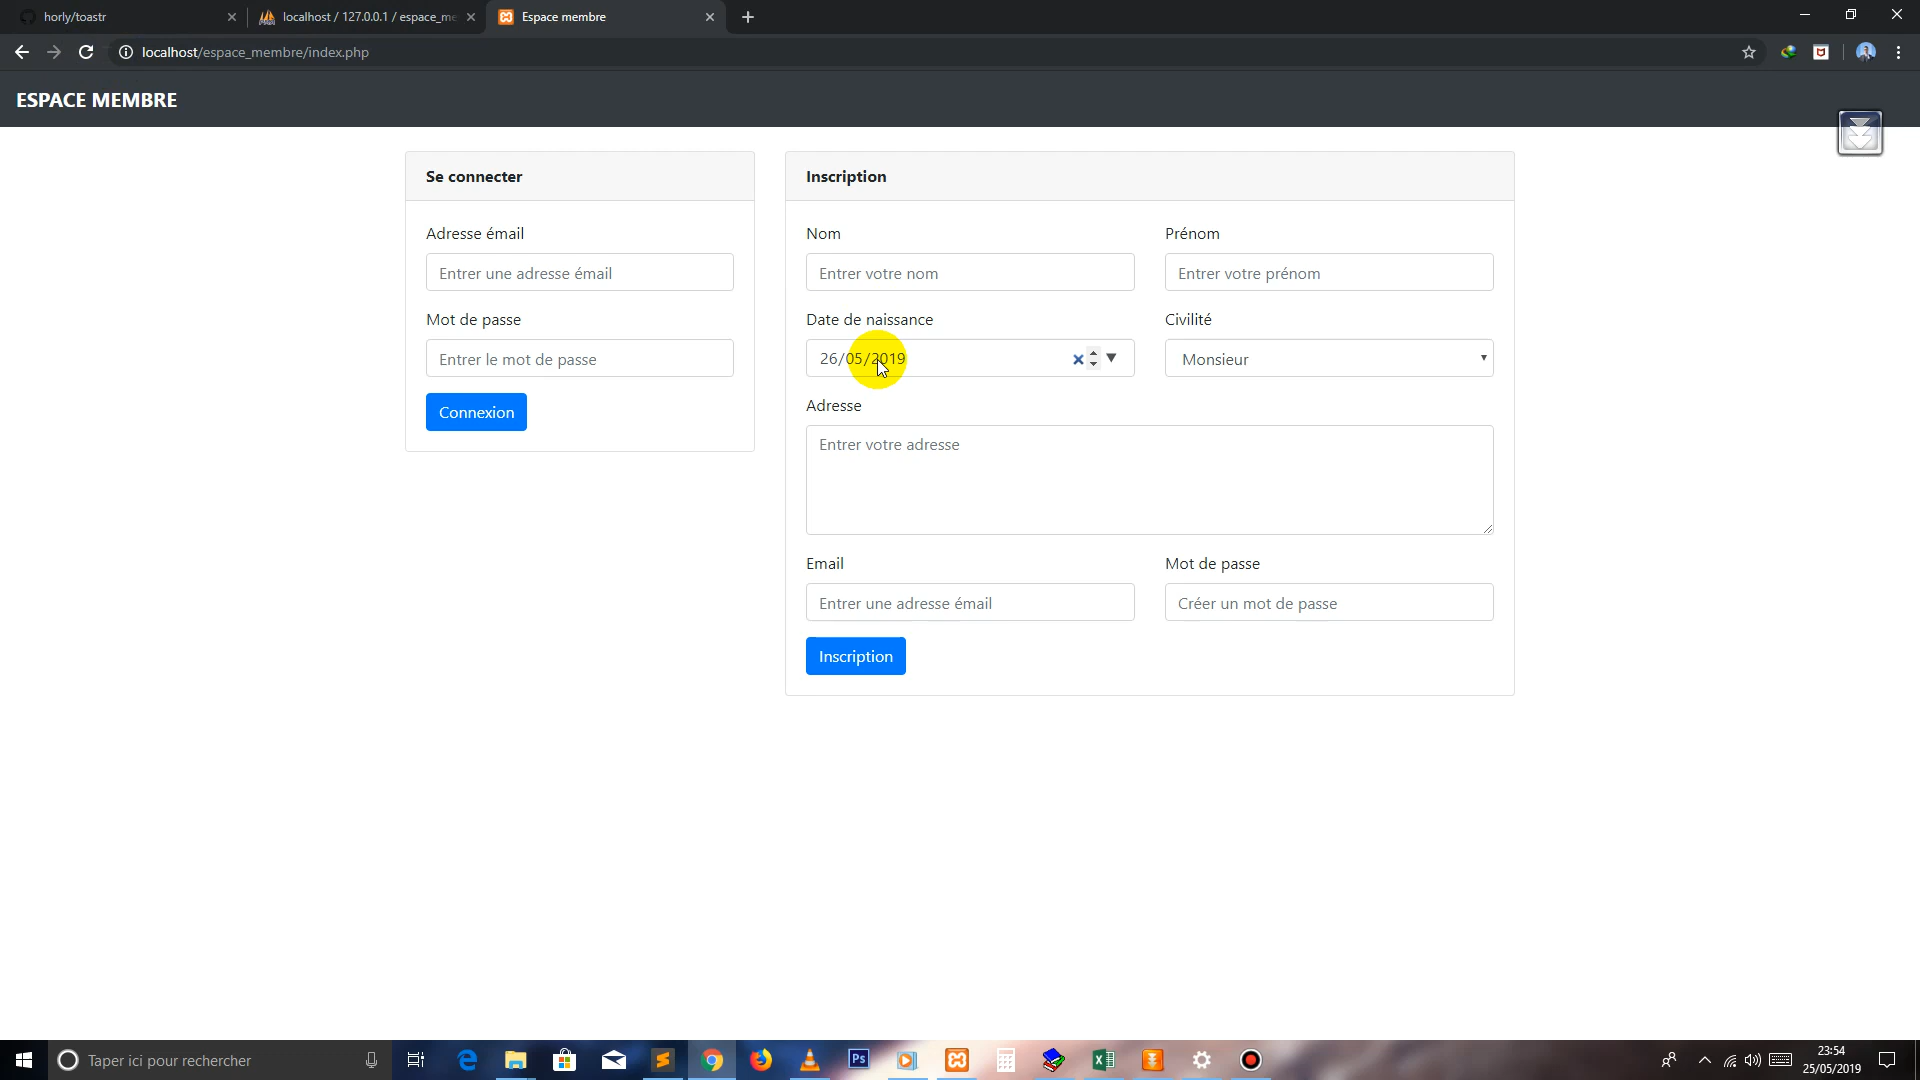 horly/toastr
localhost / 127.0.0.1 / espace_me
Espace membre
localhost/espace_membre/index.php
ESPACE MEMBRE
Se connecter
Adresse émail
Entrer une adresse émail
Mot de passe
Entrer le mot de passe
Connexion
Inscription
Nom
Prénom
Entrer votre nom
Entrer votre prénom
Date de naissance
Civilité
26/05/2019
Monsieur
Adresse
Entrer votre adresse
Email
Mot de passe
Entrer une adresse émail
Créer un mot de passe
Inscription
Taper ici pour rechercher
Ps
23:54
25/05/2019